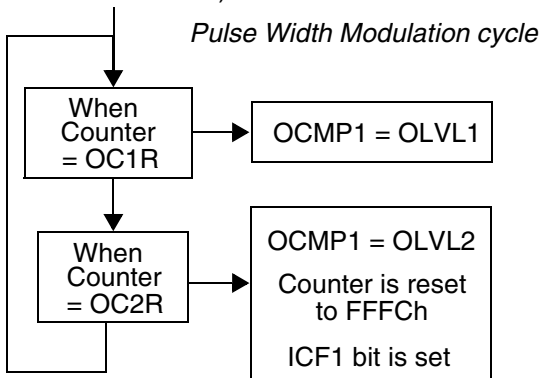 Pulse Width Modulation cycle
When
Counter
= OC1R
OCMP1 = OLVL1
When
Counter
= OC2R
OCMP1 = OLVL2
Counter is reset
to FFFCh
ICF1 bit is set